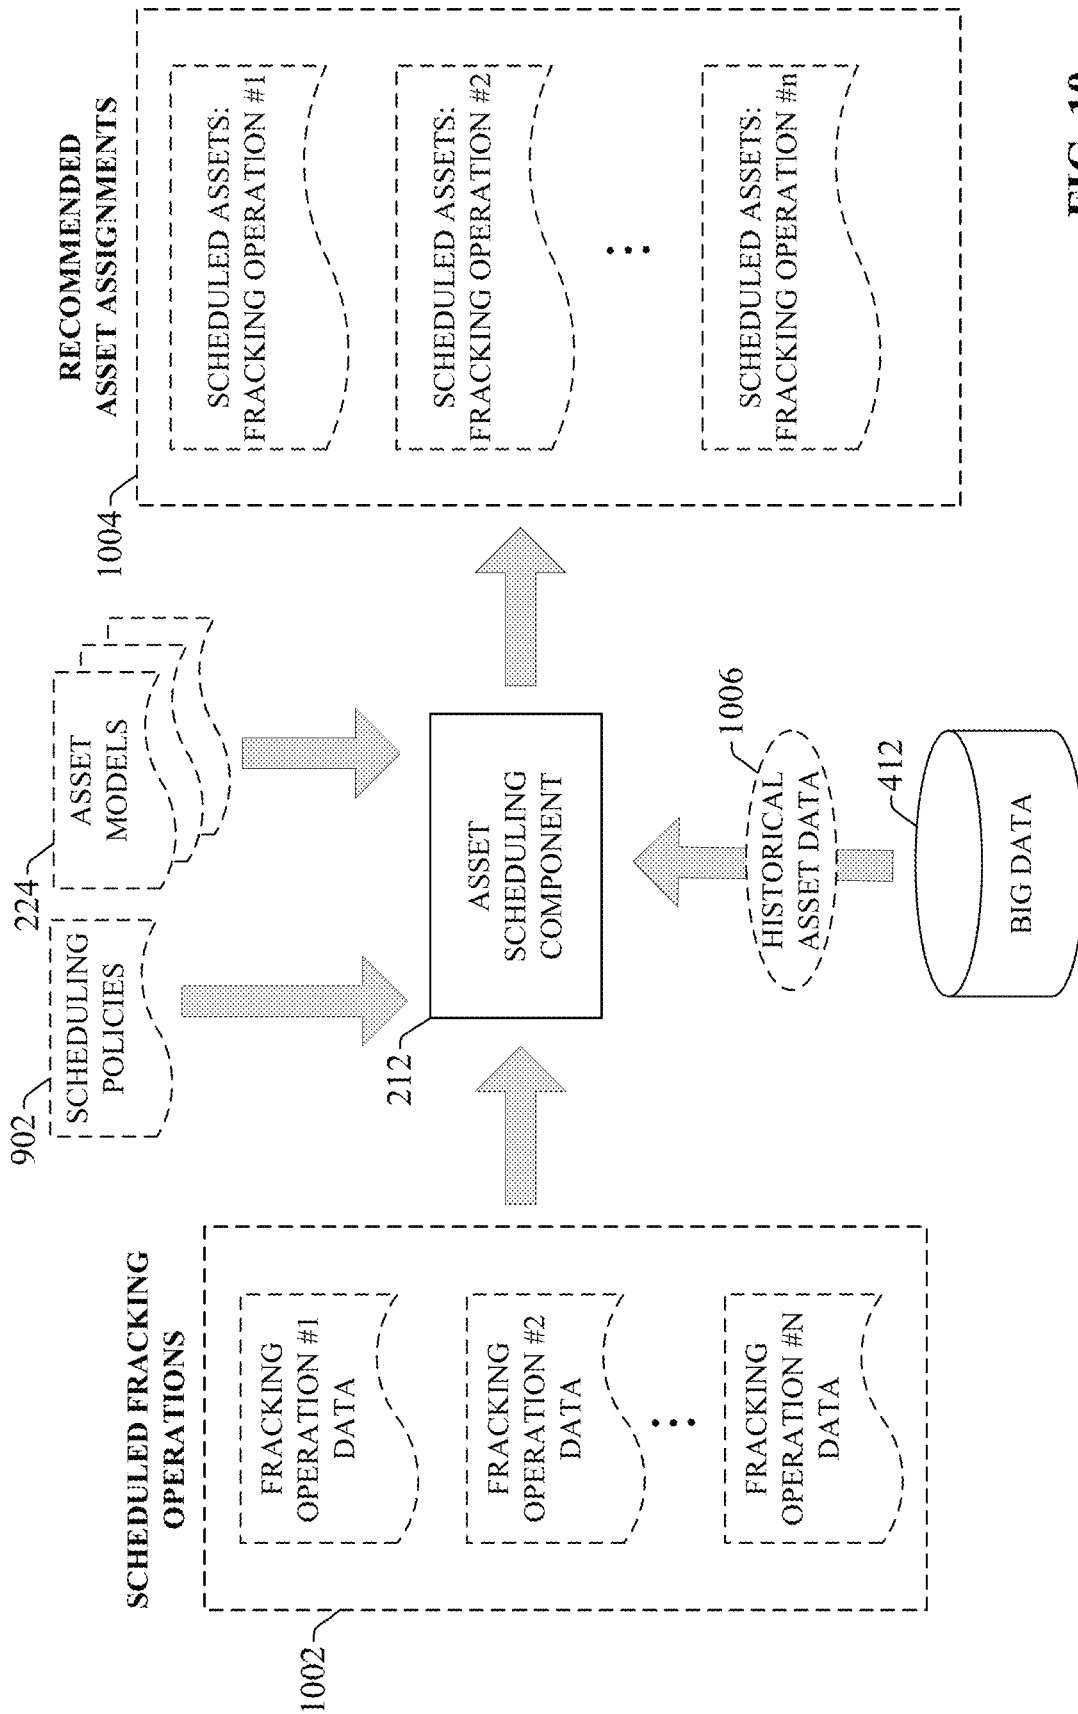 SCHEDULED FRACKING
OPERATIONS
1002
FRACKING
OPERATION #1
DATA
FRACKING
OPERATION #2
DATA
...
FRACKING
OPERATION #N
DATA
902
SCHEDULING
POLICIES
224
ASSET
MODELS
212
ASSET
SCHEDULING
COMPONENT
1006
HISTORICAL
ASSET DATA
412
BIG DATA
RECOMMENDED
ASSET ASSIGNMENTS
1004
SCHEDULED ASSETS:
FRACKING OPERATION #1
SCHEDULED ASSETS:
FRACKING OPERATION #2
...
SCHEDULED ASSETS:
FRACKING OPERATION #n
FIG. 10